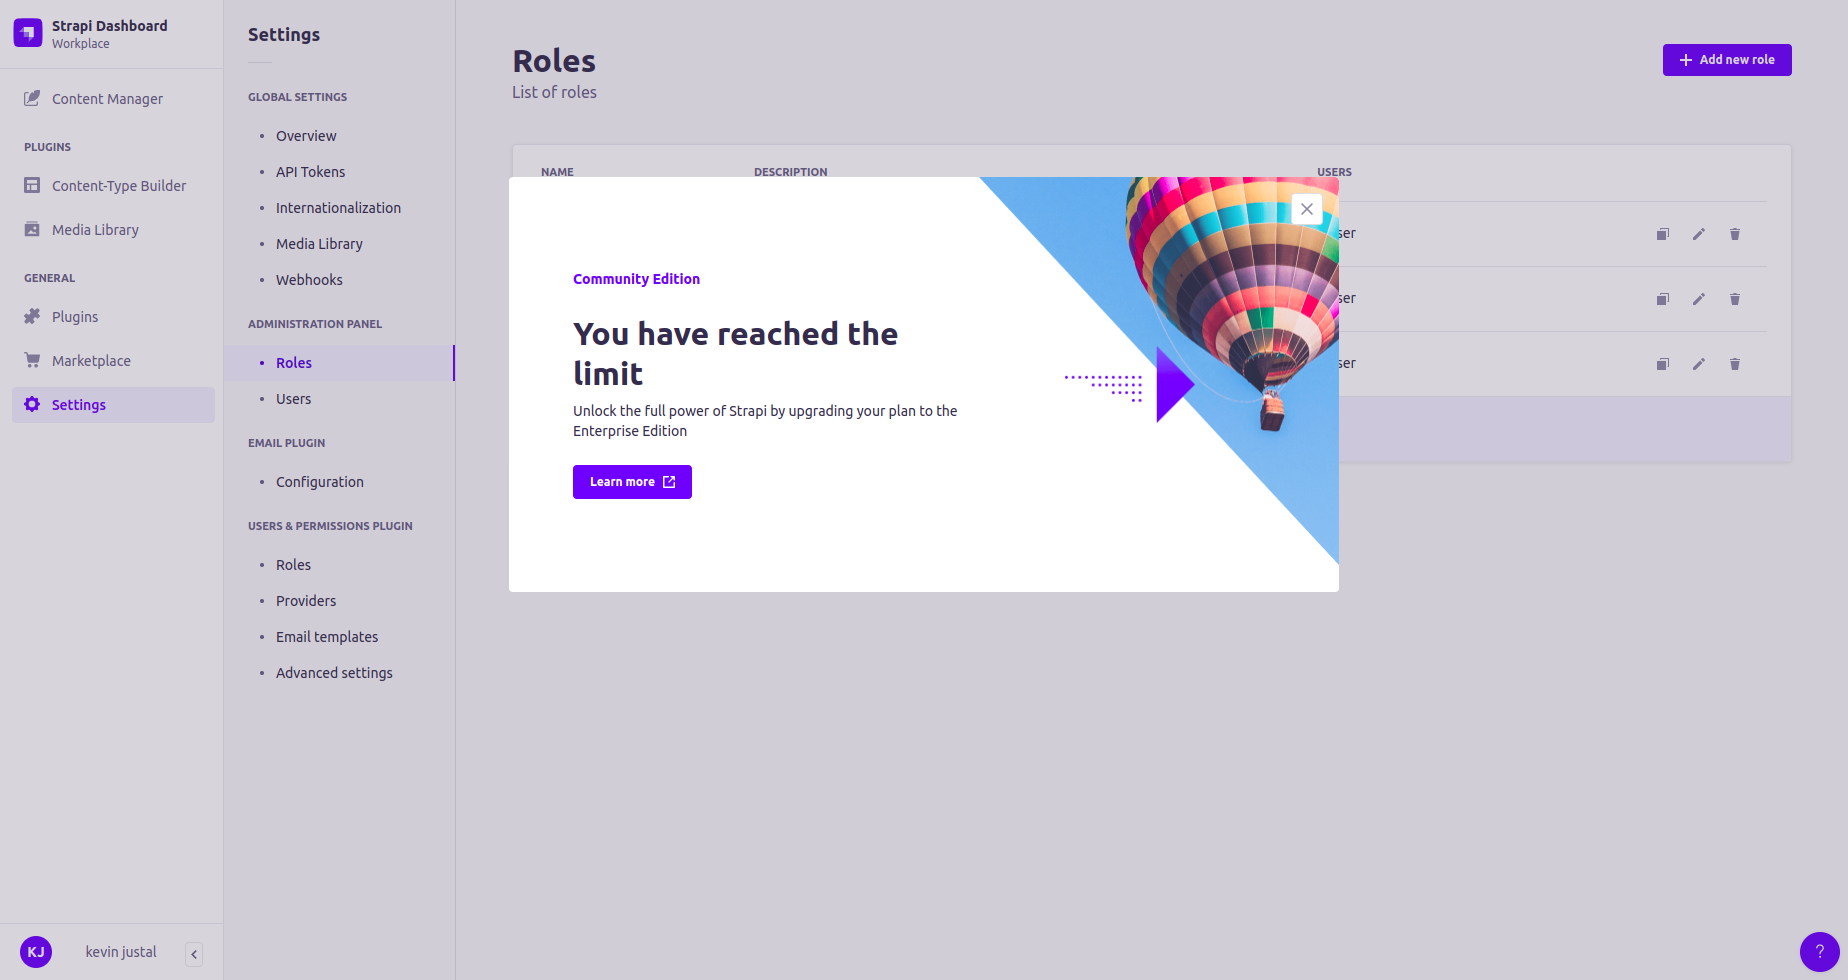 Strapi Dashboard
Workplace
Content Manager
PLUGINS
Content-Type Builder
Media Library
GENERAL
Plugins
Marketplace
Settings
KJ
kevin justal
Settings
GLOBAL SETTINGS
Overview
API Tokens
Internationalization
Media Library
Webhooks
ADMINISTRATION PANEL
Roles
Users
EMAIL PLUGIN
Configuration
USERS & PERMISSIONS PLUGIN
Roles
Providers
Email templates
Advanced settings
Roles
List of roles
Add new role
NAME DESCRIPTION USERS
Community Edition
You have reached the
limit
Unlock the full power of Strapi by upgrading your plan to the
Enterprise Edition
Learn more
?